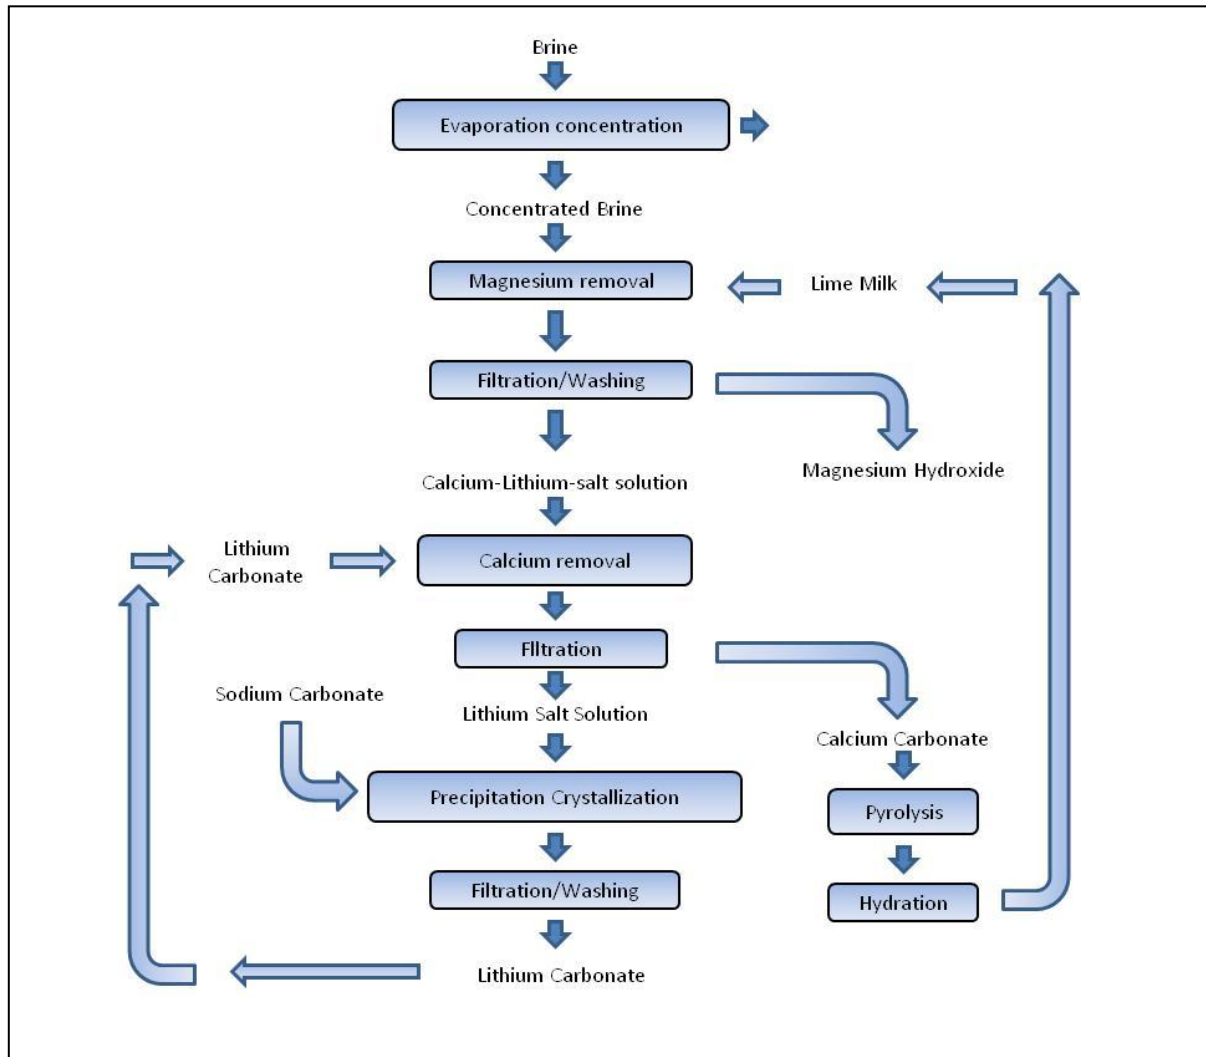 Brine
Evaporation concentration
Concentrated Brine
Magnesium removal
Lime Milk
Filtration/Washing
Magnesium Hydroxide
Calcium-Lithium-salt solution
Lithium
Carbonate
Calcium removal
FIltration
Sodium Carbonate
Lithium Salt Solution
Calcium Carbonate
Precipitation Crystallization
Pyrolysis
Filtration/Washing
Hydration
Lithium Carbonate